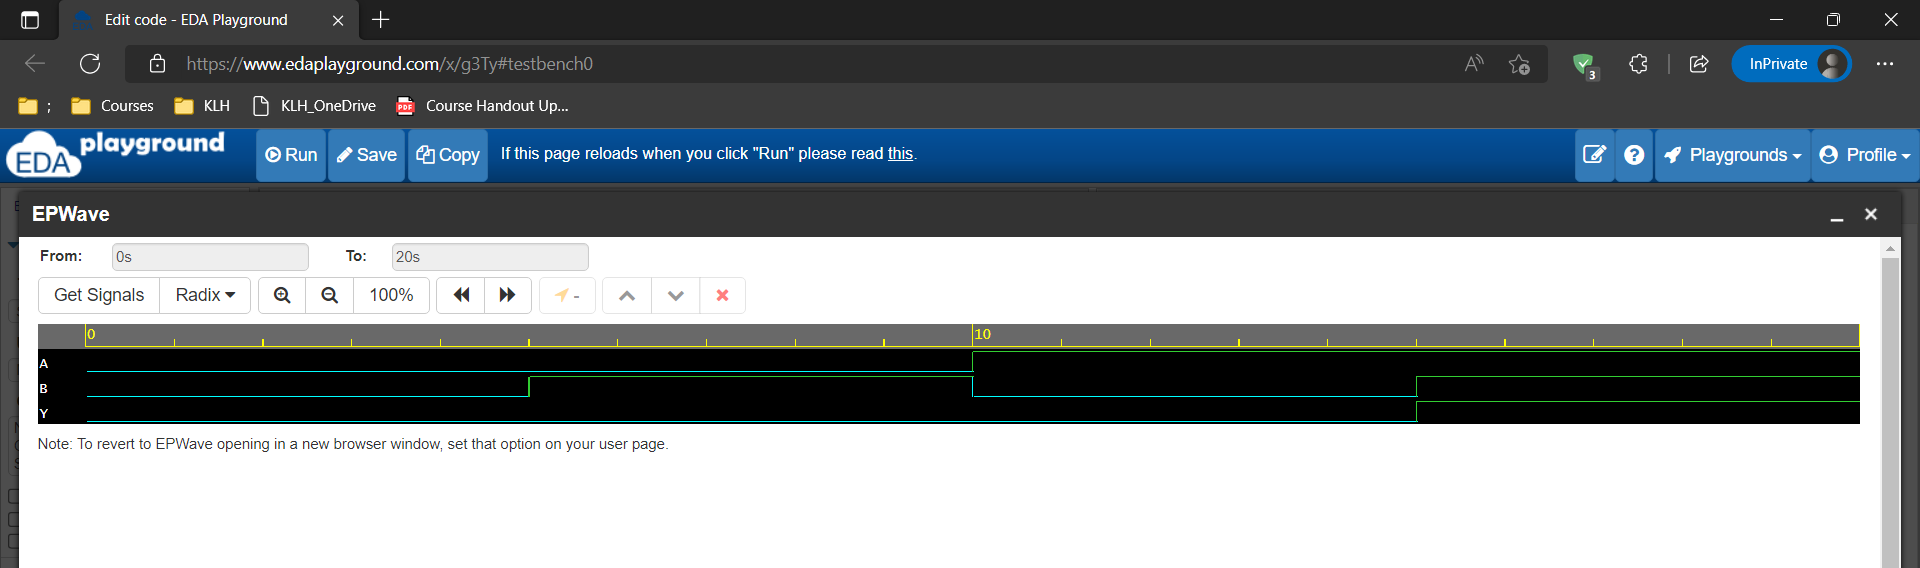 Edit code - EDA Playground
https://www.edaplayground.com/x/g3Ty#testbench0
A
3
InPrivate
;
Courses
KLH
KLH_OneDrive
PDF
Course Handout Up...
EDA playground
Run
Save
Copy
If this page reloads when you click "Run" please read this.
?
Playgrounds
Profile
EPWave
From:
0s
To:
20s
Get Signals
Radix
100%
-
0
10
A
B
Y
Note: To revert to EPWave opening in a new browser window, set that option on your user page.